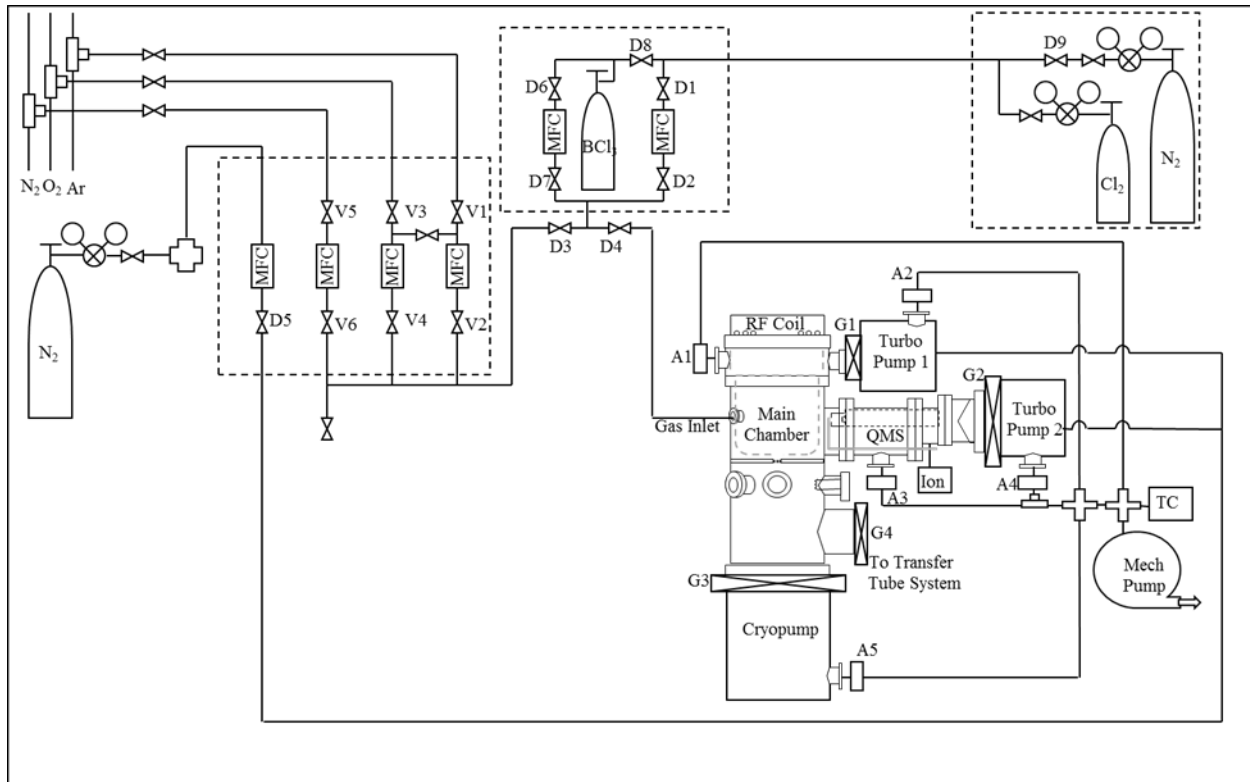 D8
D9
D6
D1
MFC
BCl3
MFC
N2
Cl2
D7
D2
N2 O2 Ar
V5
V3
V1
D3
D4
MFC
MFC
MFC
MFC
A2
RF Coil
G1
Turbo
Pump 1
A1
D5
V6
V4
V2
N2
G2
Turbo
Pump 2
Main
Chamber
Gas Inlet
QMS
Ion
A3
A4
TC
G4
To Transfer
Tube System
Mech
Pump
G3
Cryopump
A5